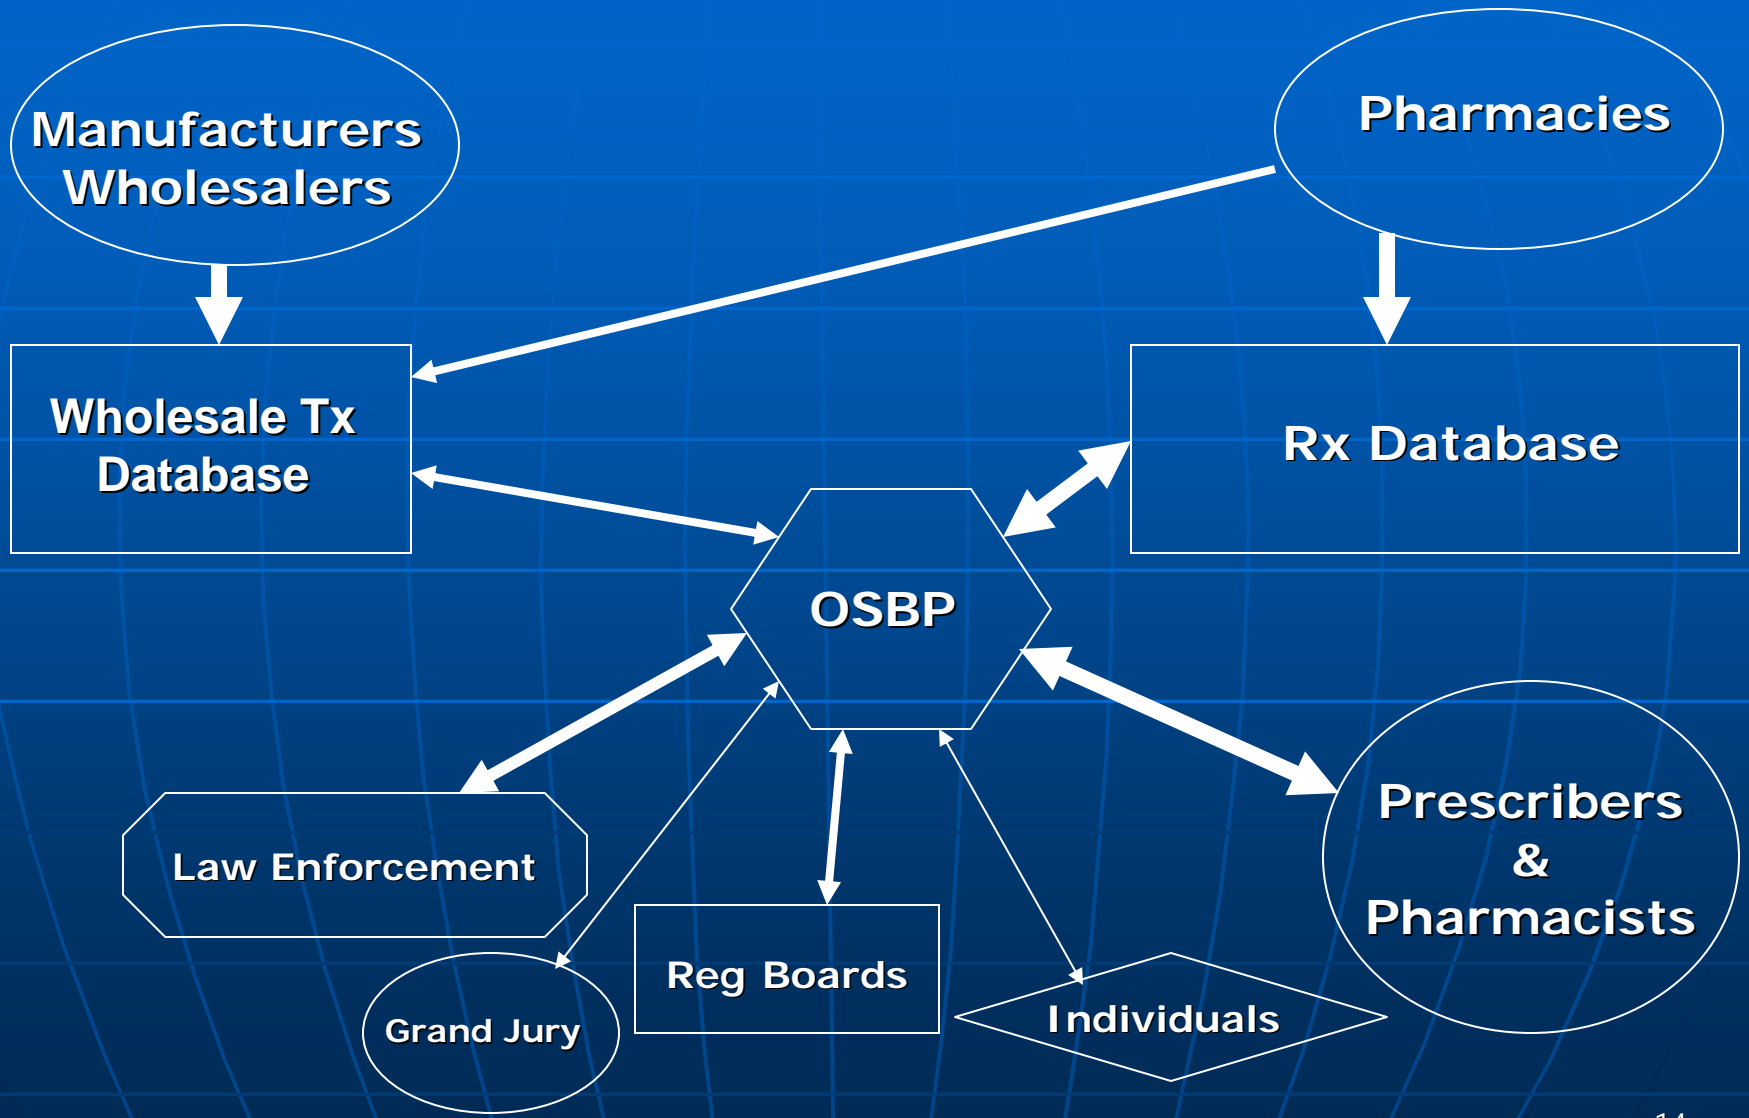 Manufacturers
Wholesalers
Pharmacies
Wholesale Tx
Database
Rx Database
OSBP
Law Enforcement
Prescribers
&
Pharmacists
Reg Boards
Grand Jury
Individuals